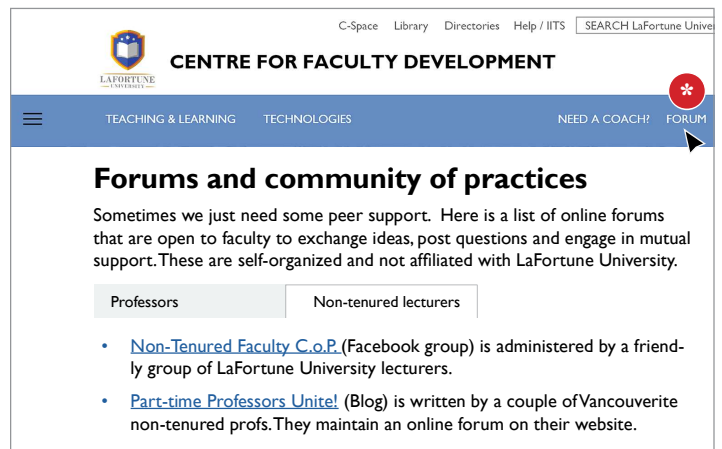 C-Space Library Directories Help / IITS SEARCH LaFortune Unive
LAFORTUNE
UNIVERSITY
CENTRE FOR FACULTY DEVELOPMENT
*
TEACHING & LEARNING TECHNOLOGIES NEED A COACH? FORUM
Forums and community of practices
Sometimes we just need some peer support. Here is a list of online forums
that are open to faculty to exchange ideas, post questions and engage in mutual
support. These are self-organized and not affiliated with LaFortune University.
Professors Non-tenured lecturers
• Non-Tenured Faculty C.o.P. (Facebook group) is administered by a friend-
ly group of LaFortune University lecturers.
• Part-time Professors Unite! (Blog) is written by a couple of Vancouverite
non-tenured profs. They maintain an online forum on their website.